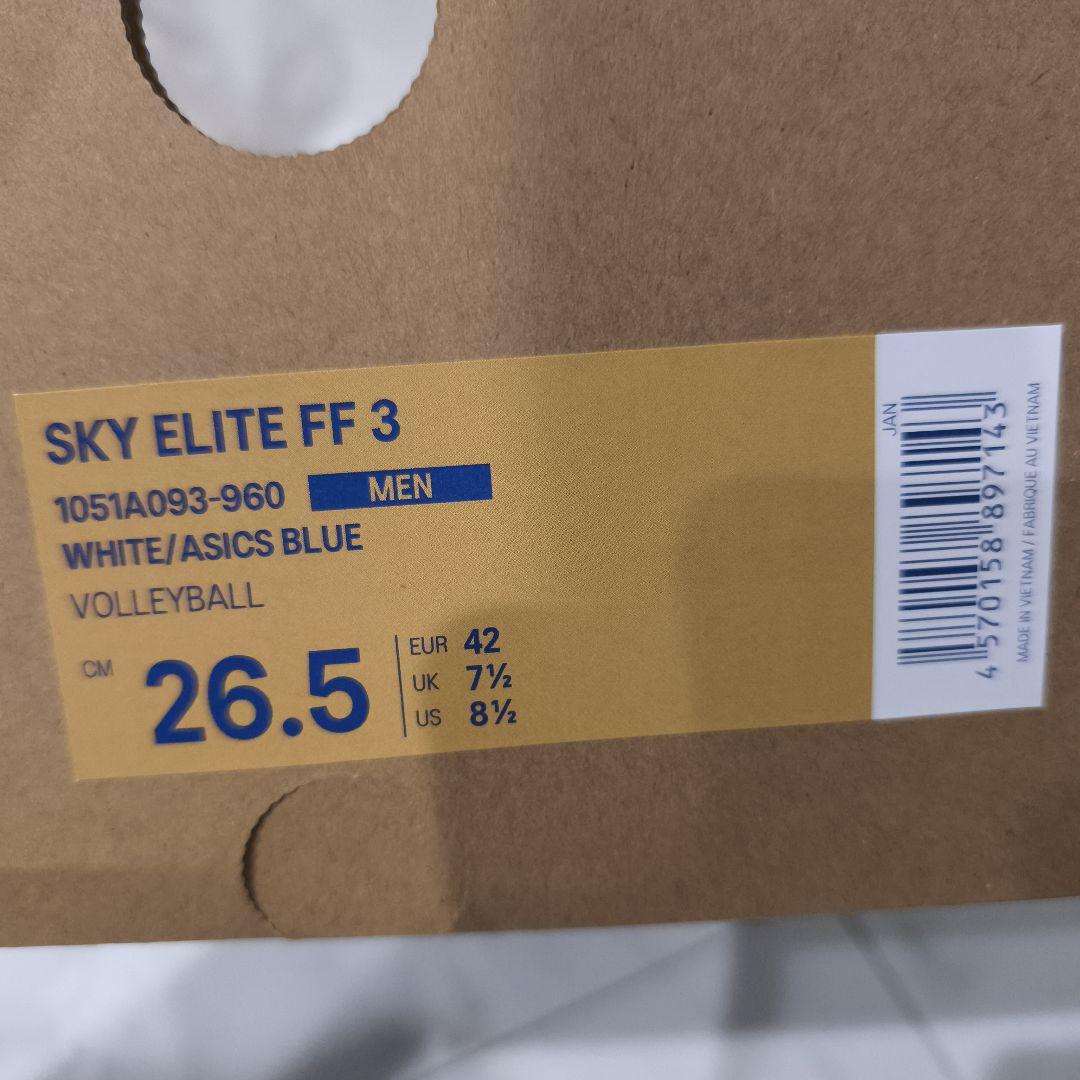 SKY ELITE FF 3
1051A093-960 MEN
WHITE/ASICS BLUE
VOLLEYBALL
CM 26.5
EUR 42
UK 7½
US 8½
JAN
4 570158 897143
MADE IN VIETNAM / FABRIQUE AU VIETNAM